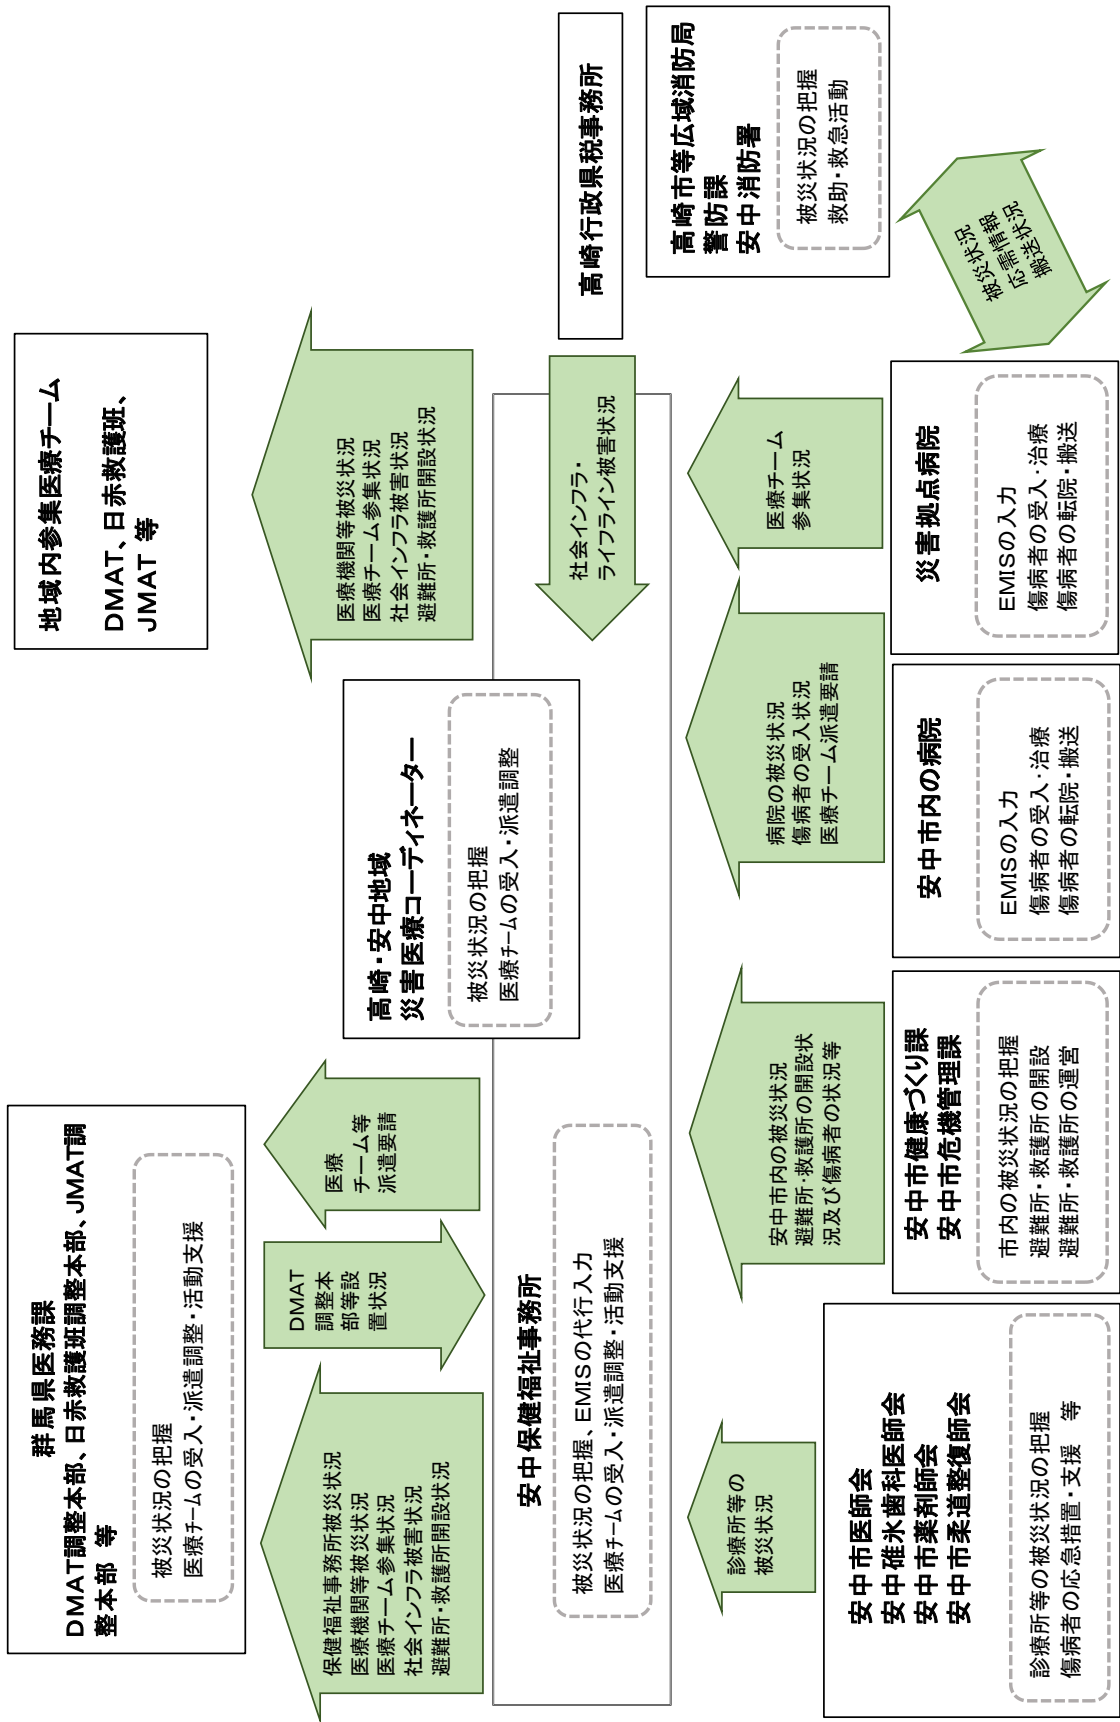 群馬県医務課
DMAT調整本部、日赤救護班調整本部、JMAT調
整本部 等
被災状況の把握
医療チームの受入・派遣調整・活動支援
地域内参集医療チーム
DMAT、日赤救護班、
JMAT 等
保健福祉事務所被災状況
医療機関等被災状況
医療チーム参集状況
社会インフラ被害状況
避難所・救護所開設状況
DMAT
調整本
部等設
置状況
医療
チーム等
派遣要請
高崎・安中地域
災害医療コーディネーター
被災状況の把握
医療チームの受入・派遣調整
医療機関等被災状況
医療チーム参集状況
社会インフラ被害状況
避難所・救護所開設状況
安中保健福祉事務所
被災状況の把握、EMISの代行入力
医療チームの受入・派遣調整・活動支援
社会インフラ・
ライフライン被害状況
高崎行政県税事務所
高崎市等広域消防局
警防課
安中消防署
被災状況の把握
救助・救急活動
診療所等の
被災状況
安中市内の被災状況
避難所・救護所の開設状
況及び傷病者の状況等
病院の被災状況
傷病者の受入状況
医療チーム派遣要請
医療チーム
参集状況
被災状況
応需情報
搬送状況
安中市医師会
安中碓氷歯科医師会
安中市薬剤師会
安中市柔道整復師会
診療所等の被災状況の把握
傷病者の応急措置・支援 等
安中市健康づくり課
安中市危機管理課
市内の被災状況の把握
避難所・救護所の開設
避難所・救護所の運営
安中市内の病院
EMISの入力
傷病者の受入・治療
傷病者の転院・搬送
災害拠点病院
EMISの入力
傷病者の受入・治療
傷病者の転院・搬送